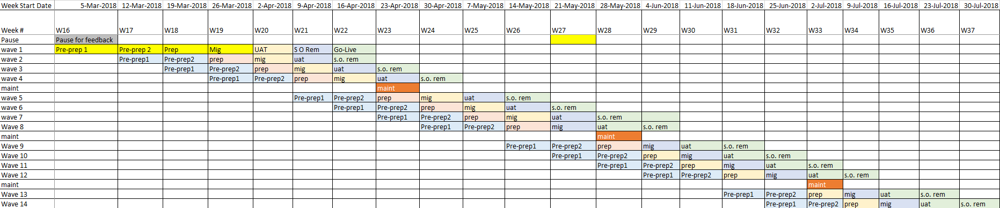 Week Start Date 5-Mar-2018 12-Mar-2018 19-Mar-2018 26-Mar-2018 2-Apr-2018 9-Apr-2018 16-Apr-2018 23-Apr-2018 30-Apr-2018 7-May-2018 14-May-2018 21-May-2018 28-May-2018 4-Jun-2018 11-Jun-2018 18-Jun-2018 25-Jun-2018 2-Jul-2018 9-Jul-2018 16-Jul-2018 23-Jul-2018 30-Jul-2018
Week # W16 W17 W18 W19 W20 W21 W22 W23 W24 W25 W26 W27 W28 W29 W30 W31 W32 W33 W34 W35 W36 W37
Pause Pause for feedback
wave 1 Pre-prep 1 Pre-prep 2 Prep Mig UAT S O Rem Go-Live
wave 2 Pre-prep1 Pre-prep2 prep mig uat s.o. rem
wave 3 Pre-prep1 Pre-prep2 prep mig uat s.o. rem
wave 4 Pre-prep1 Pre-prep2 prep mig uat s.o. rem
maint maint
wave 5 Pre-prep1 Pre-prep2 prep mig uat s.o. rem
wave 6 Pre-prep1 Pre-prep2 prep mig uat s.o. rem
wave 7 Pre-prep1 Pre-prep2 prep mig uat s.o. rem
Wave 8 Pre-prep1 Pre-prep2 prep mig uat s.o. rem
maint maint
Wave 9 Pre-prep1 Pre-prep2 prep mig uat s.o. rem
Wave 10 Pre-prep1 Pre-prep2 prep mig uat s.o. rem
Wave 11 Pre-prep1 Pre-prep2 prep mig uat s.o. rem
Wave 12 Pre-prep1 Pre-prep2 prep mig uat s.o. rem
maint maint
Wave 13 Pre-prep1 Pre-prep2 prep mig uat s.o. rem
Wave 14 Pre-prep1 Pre-prep2 prep mig uat s.o. rem